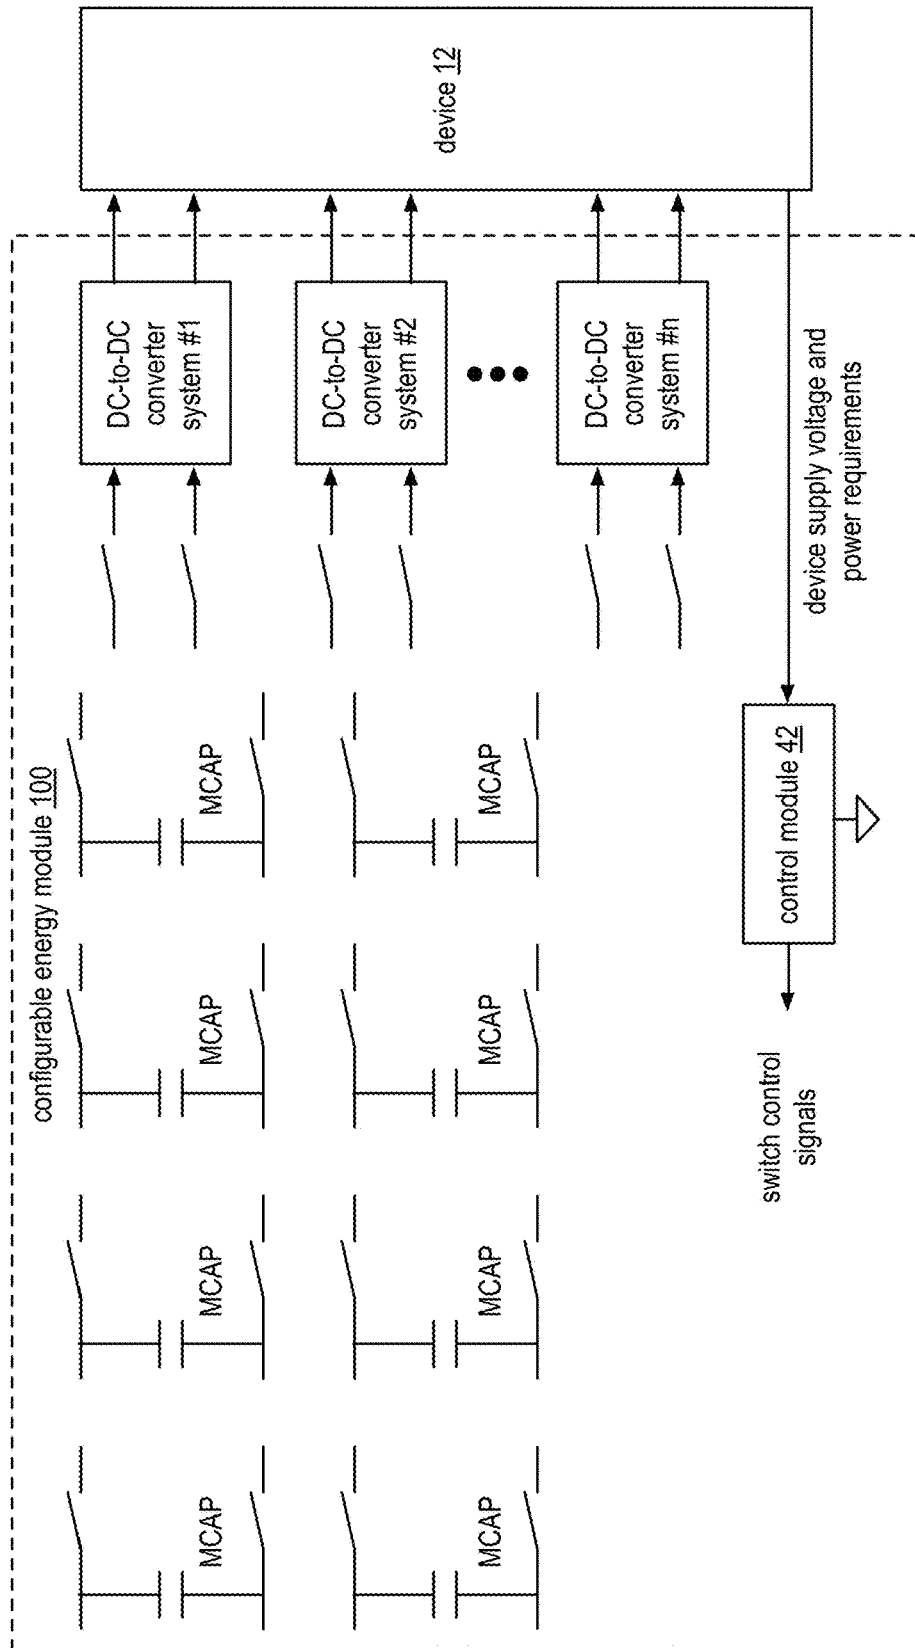 configurable energy module 100
MCAP
MCAP
MCAP
MCAP
MCAP
MCAP
MCAP
MCAP
DC-to-DC
converter
system #1
DC-to-DC
converter
system #2
DC-to-DC
converter
system #n
device 12
device supply voltage and
power requirements
control module 42
switch control
signals